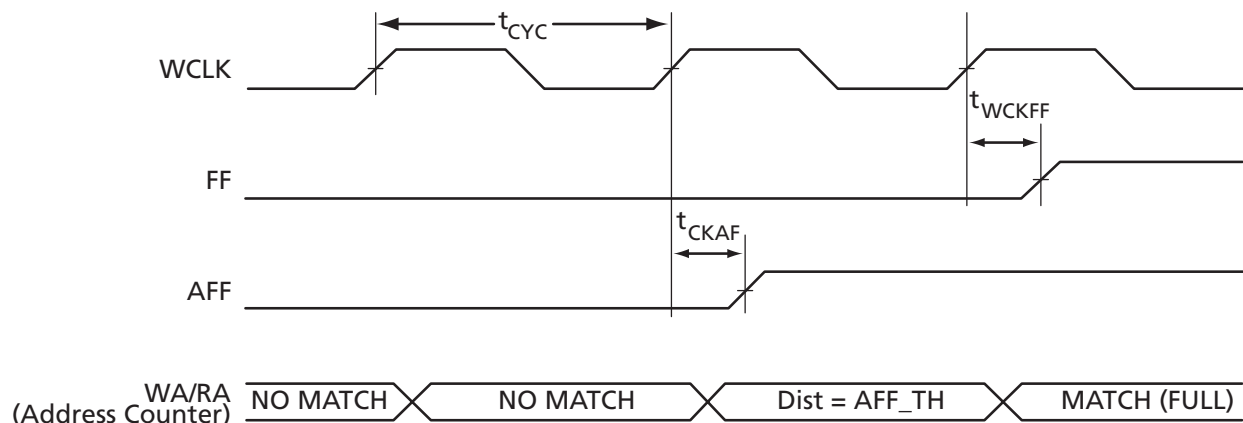 tCYC
WCLK
tWCKFF
FF
tCKAF
AFF
WA/RA
(Address Counter)
NO MATCH
NO MATCH
Dist = AFF_TH
MATCH (FULL)